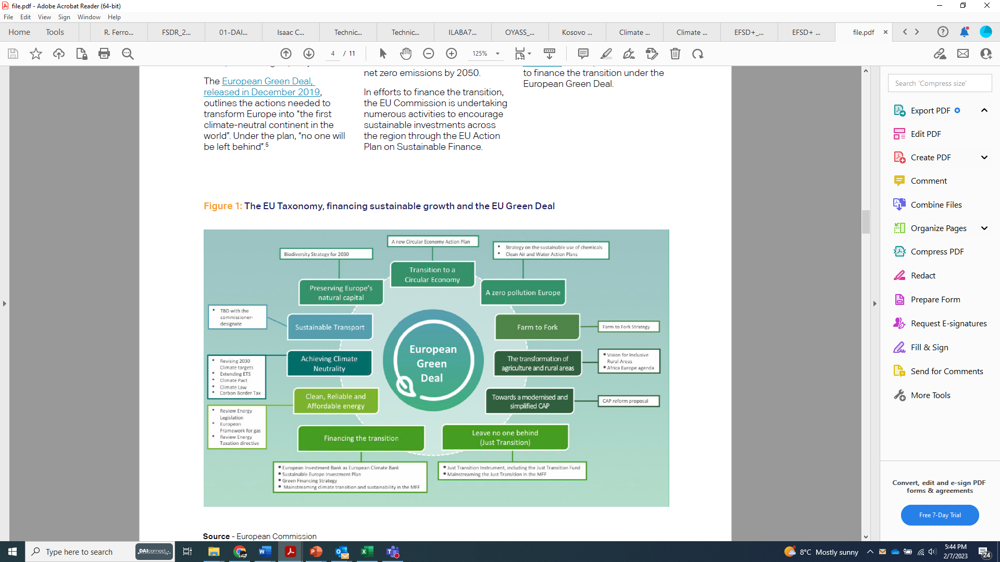 file.pdf - Adobe Acrobat Reader (64-bit)
File Edit View Sign Window Help
Home Tools R. Ferro... FSDR_2... 01-DAI... Isaac C... Technic... Technic... ILABA7... OYASS_... Kosovo ... Climate ... Climate ... EFSD+_... EFSD+ ... file.pdf
4 / 11 125%
The European Green Deal,
released in December 2019,
outlines the actions needed to
transform Europe into “the first
climate-neutral continent in the
world”. Under the plan, “no one will
be left behind”.5
net zero emissions by 2050.
In efforts to finance the transition,
the EU Commission is undertaking
numerous activities to encourage
sustainable investments across
the region through the EU Action
Plan on Sustainable Finance.
to finance the transition under the
European Green Deal.
Figure 1: The EU Taxonomy, financing sustainable growth and the EU Green Deal
A new Circular Economy Action Plan
Biodiversity Strategy for 2030
• Strategy on the sustainable use of chemicals
• Clean Air and Water Action Plans
Transition to a
Circular Economy
Preserving Europe’s
natural capital
A zero pollution Europe
• TBD with the
commissioner-
designate
Sustainable Transport
Farm to Fork
Farm to Fork Strategy
European
Green
Deal
• Revising 2030
Climate targets
• Extending ETS
• Climate Pact
• Climate Law
• Carbon Border Tax
Achieving Climate
Neutrality
The transformation of
agriculture and rural areas
• Vision for Inclusive
Rural Areas
• Africa Europe agenda
Clean, Reliable and
Affordable energy
• Review Energy
Legislation
• European
Framework for gas
• Review Energy
Taxation directive
Towards a modernised and
simplified CAP
CAP reform proposal
Financing the transition
Leave no one behind
(Just Transition)
• European Investment Bank as European Climate Bank
• Sustainable Europe Investment Plan
• Green Financing Strategy
• Mainstreaming climate transition and sustainability in the MFF
• Just Transition Instrument, including the Just Transition Fund
• Mainstreaming the Just Transition in the MFF
Source - European Commission
Search 'Compress size'
Export PDF
Edit PDF
Create PDF
Comment
Combine Files
Organize Pages
Compress PDF
Redact
Prepare Form
Request E-signatures
Fill & Sign
Send for Comments
More Tools
Convert, edit and e-sign PDF
forms & agreements
Free 7-Day Trial
Type here to search
DAIconnect
8°C Mostly sunny
5:44 PM
2/7/2023
24